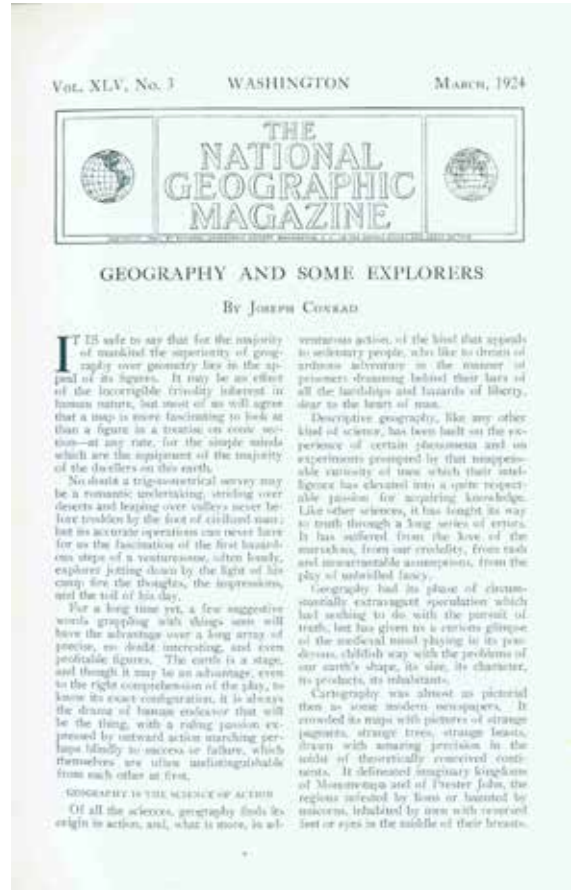 VOL. XLV, No. 3 WASHINGTON MARCH, 1924
THE
NATIONAL
GEOGRAPHIC
MAGAZINE
GEOGRAPHY AND SOME EXPLORERS
BY JOSEPH CONRAD
IT IS safe to say that for the majority
of mankind the superiority of geog-
raphy over geometry lies in the ap-
peal of its figures. It may be an effect
of the incorrigible frivolity inherent in
human nature, but most of us will agree
that a map is more fascinating to look at
than a figure in a treatise on conic sec-
tions—at any rate, for the simple minds
which are the equipment of the majority
of the dwellers on this earth.
No doubt a trigonometrical survey may
be a romantic undertaking, striding over
deserts and leaping over valleys never be-
fore trodden by the foot of civilized man;
but its accurate operations can never have
for us the fascination of the first hazard-
ous steps of a venturesome, often lonely,
explorer jotting down by the light of his
camp fire the thoughts, the impressions,
and the toil of his day.
For a long time yet, a few suggestive
words grappling with things seen will
have the advantage over a long array of
precise, no doubt interesting, and even
profitable figures. The earth is a stage,
and though it may be an advantage, even
to the right comprehension of the play, to
know its exact configuration, it is always
the drama of human endeavor that will
be the thing, with a ruling passion ex-
pressed by outward action marching per-
haps blindly to success or failure, which
themselves are often undistinguishable
from each other at first.
GEOGRAPHY IS THE SCIENCE OF ACTION
Of all the sciences, geography finds its
origin in action, and, what is more, in ad-
venturous action, of the kind that appeals
to sedentary people, who like to dream of
arduous adventure in the manner of
prisoners dreaming behind their bars of
all the hardships and hazards of liberty,
dear to the heart of man.
Descriptive geography, like any other
kind of science, has been built on the ex-
perience of certain phenomena and on
experiments prompted by that unappeas-
able curiosity of men which their intel-
ligence has elevated into a quite respect-
able passion for acquiring knowledge.
Like other sciences, it has fought its way
to truth through a long series of errors.
It has suffered from the love of the
marvelous, from our credulity, from rash
and unwarrantable assumptions, from the
play of unbridled fancy.
Geography had its phase of circum-
stantially extravagant speculation which
had nothing to do with the pursuit of
truth, but has given us a curious glimpse
of the medieval mind playing in its pon-
derous, childish way with the problems of
our earth's shape, its size, its character,
its products, its inhabitants.
Cartography was almost as pictorial
then as some modern newspapers. It
crowded its maps with pictures of strange
pageants, strange trees, strange beasts,
drawn with amazing precision in the
midst of theoretically conceived conti-
nents. It delineated imaginary kingdoms
of Monomotapa and of Prester John, the
regions infested by lions or haunted by
unicorns, inhabited by men with reversed
feet or eyes in the middle of their breasts.